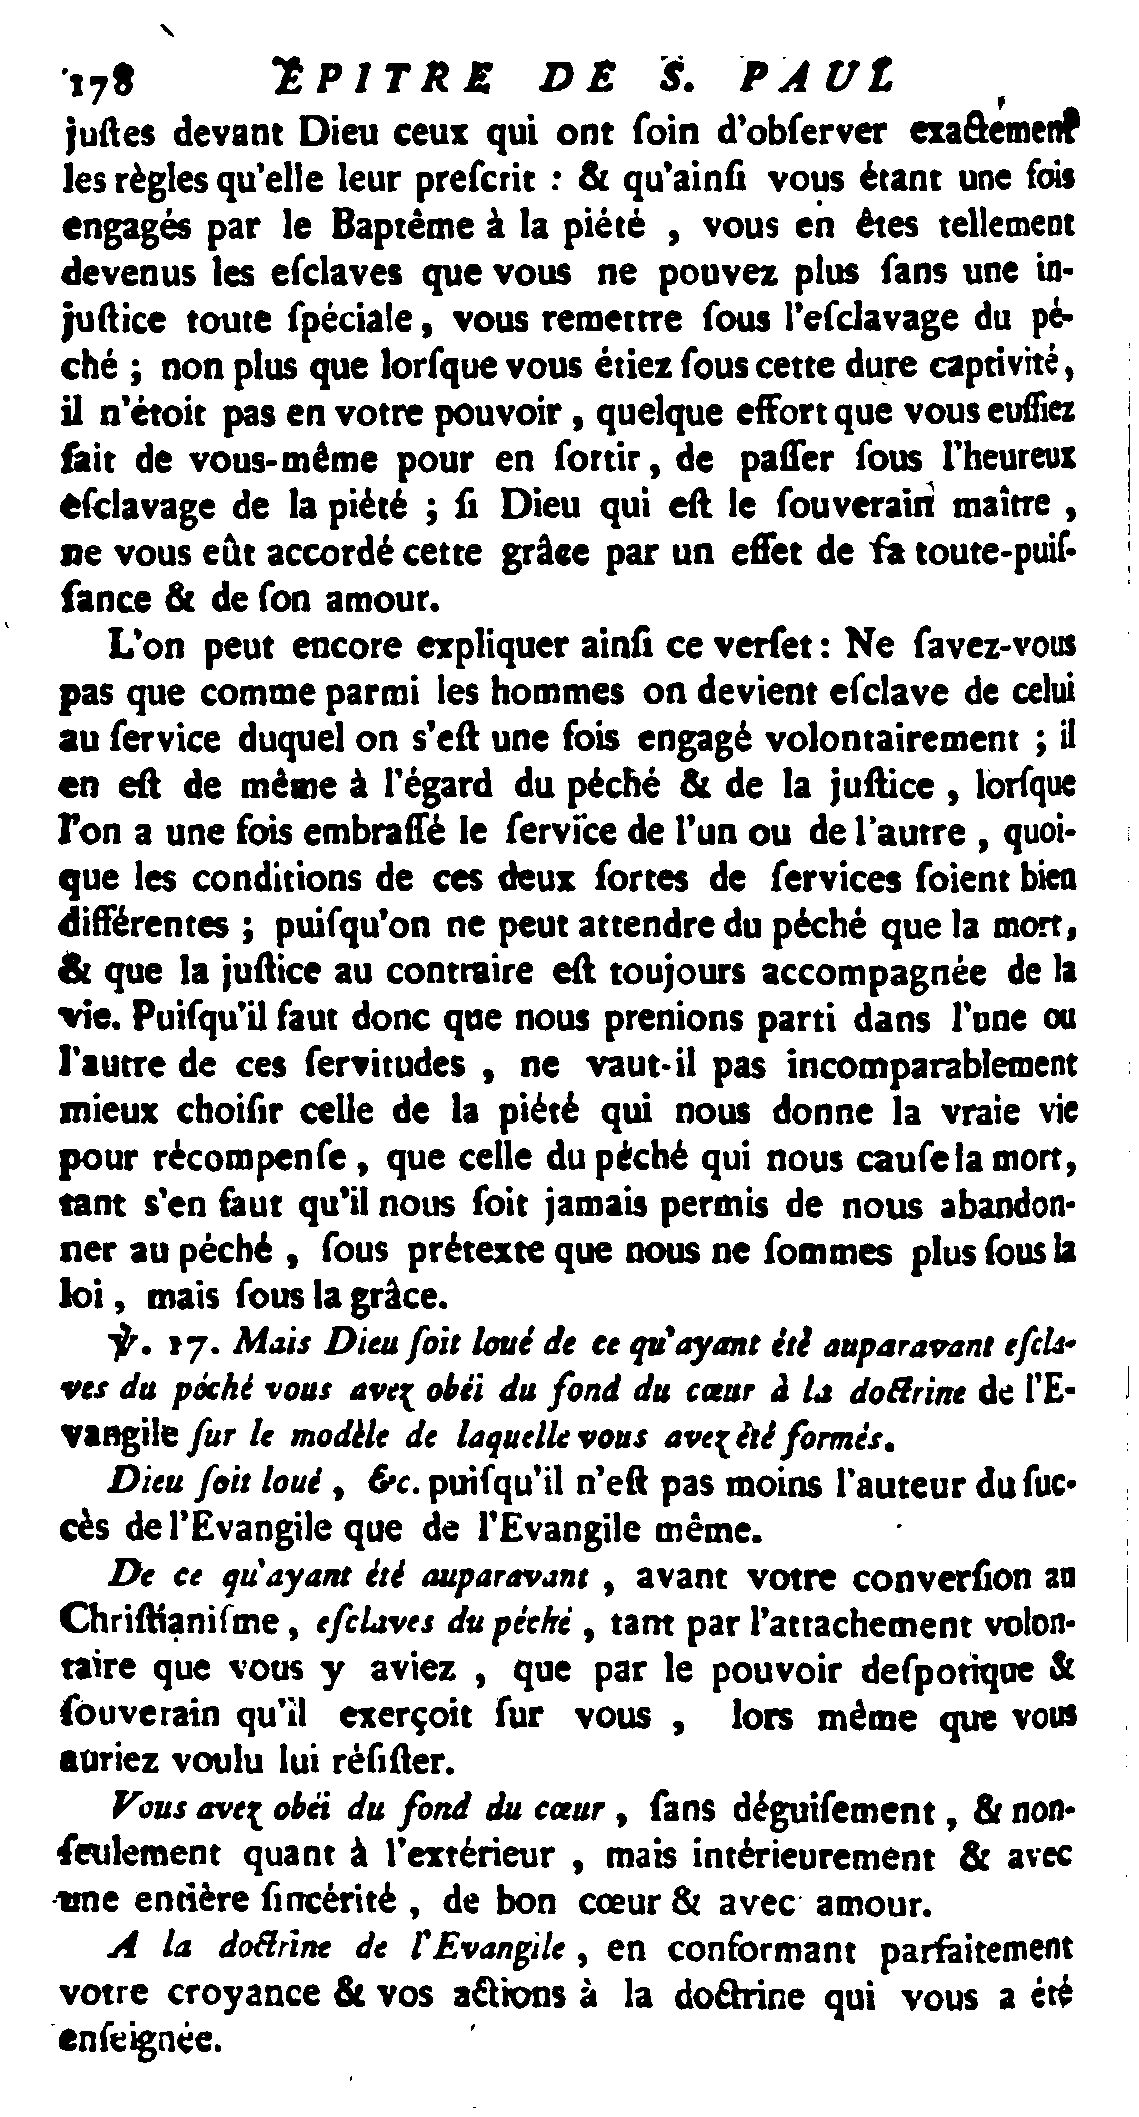 178 EPITRE DE S. PAUL
juſtes devant Dieu ceux qui ont ſoin d'obſerver exactement
les règles qu'elle leur preſcrit : & qu'ainſi vous étant une fois
engagés par le Baptême à la piété , vous en êtes tellement
devenus les eſclaves que vous ne pouvez plus ſans une in-
juſtice toute ſpéciale, vous remettre ſous l'eſclavage du pé-
ché ; non plus que lorſque vous étiez ſous cette dure captivité,
il n'étoit pas en votre pouvoir , quelque effort que vous euſſiez
fait de vous-même pour en ſortir, de paſſer ſous l'heureux
eſclavage de la piété ; ſi Dieu qui eſt le ſouverain maître ,
ne vous eût accordé cette grâce par un effet de ſa toute-puiſ-
ſance & de ſon amour.
L'on peut encore expliquer ainſi ce verſet : Ne ſavez-vous
pas que comme parmi les hommes on devient eſclave de celui
au ſervice duquel on s'eſt une fois engagé volontairement ; il
en eſt de même à l'égard du péché & de la juſtice , lorſque
l'on a une fois embraſſé le ſervice de l'un ou de l'autre , quoi-
que les conditions de ces deux ſortes de ſervices ſoient bien
différentes ; puiſqu'on ne peut attendre du péché que la mort,
& que la juſtice au contraire eſt toujours accompagnée de la
vie. Puiſqu'il faut donc que nous prenions parti dans l'une ou
l'autre de ces ſervitudes , ne vaut-il pas incomparablement
mieux choiſir celle de la piété qui nous donne la vraie vie
pour récompenſe , que celle du péché qui nous cauſe la mort,
tant s'en faut qu'il nous ſoit jamais permis de nous abandon-
ner au péché , ſous prétexte que nous ne ſommes plus ſous la
loi , mais ſous la grâce.
℣. 17. Mais Dieu ſoit loué de ce qu'ayant été auparavant eſcla-
ves du péché vous avez obéi du fond du cœur à la doctrine de l'E-
vangile ſur le modèle de laquelle vous avez été formés.
Dieu ſoit loué , &c. puiſqu'il n'eſt pas moins l'auteur du ſuc-
cès de l'Evangile que de l'Evangile même.
De ce qu'ayant été auparavant , avant votre converſion au
Chriſtianiſme , eſclaves du péché , tant par l'attachement volon-
taire que vous y aviez , que par le pouvoir deſpotique &
ſouverain qu'il exerçoit ſur vous , lors même que vous
auriez voulu lui réſiſter.
Vous avez obéi du fond du cœur , ſans déguiſement , & non-
ſeulement quant à l'extérieur , mais intérieurement & avec
une entière ſincérité , de bon cœur & avec amour.
A la doctrine de l'Evangile , en conformant parfaitement
votre croyance & vos actions à la doctrine qui vous a été
enſeignée.